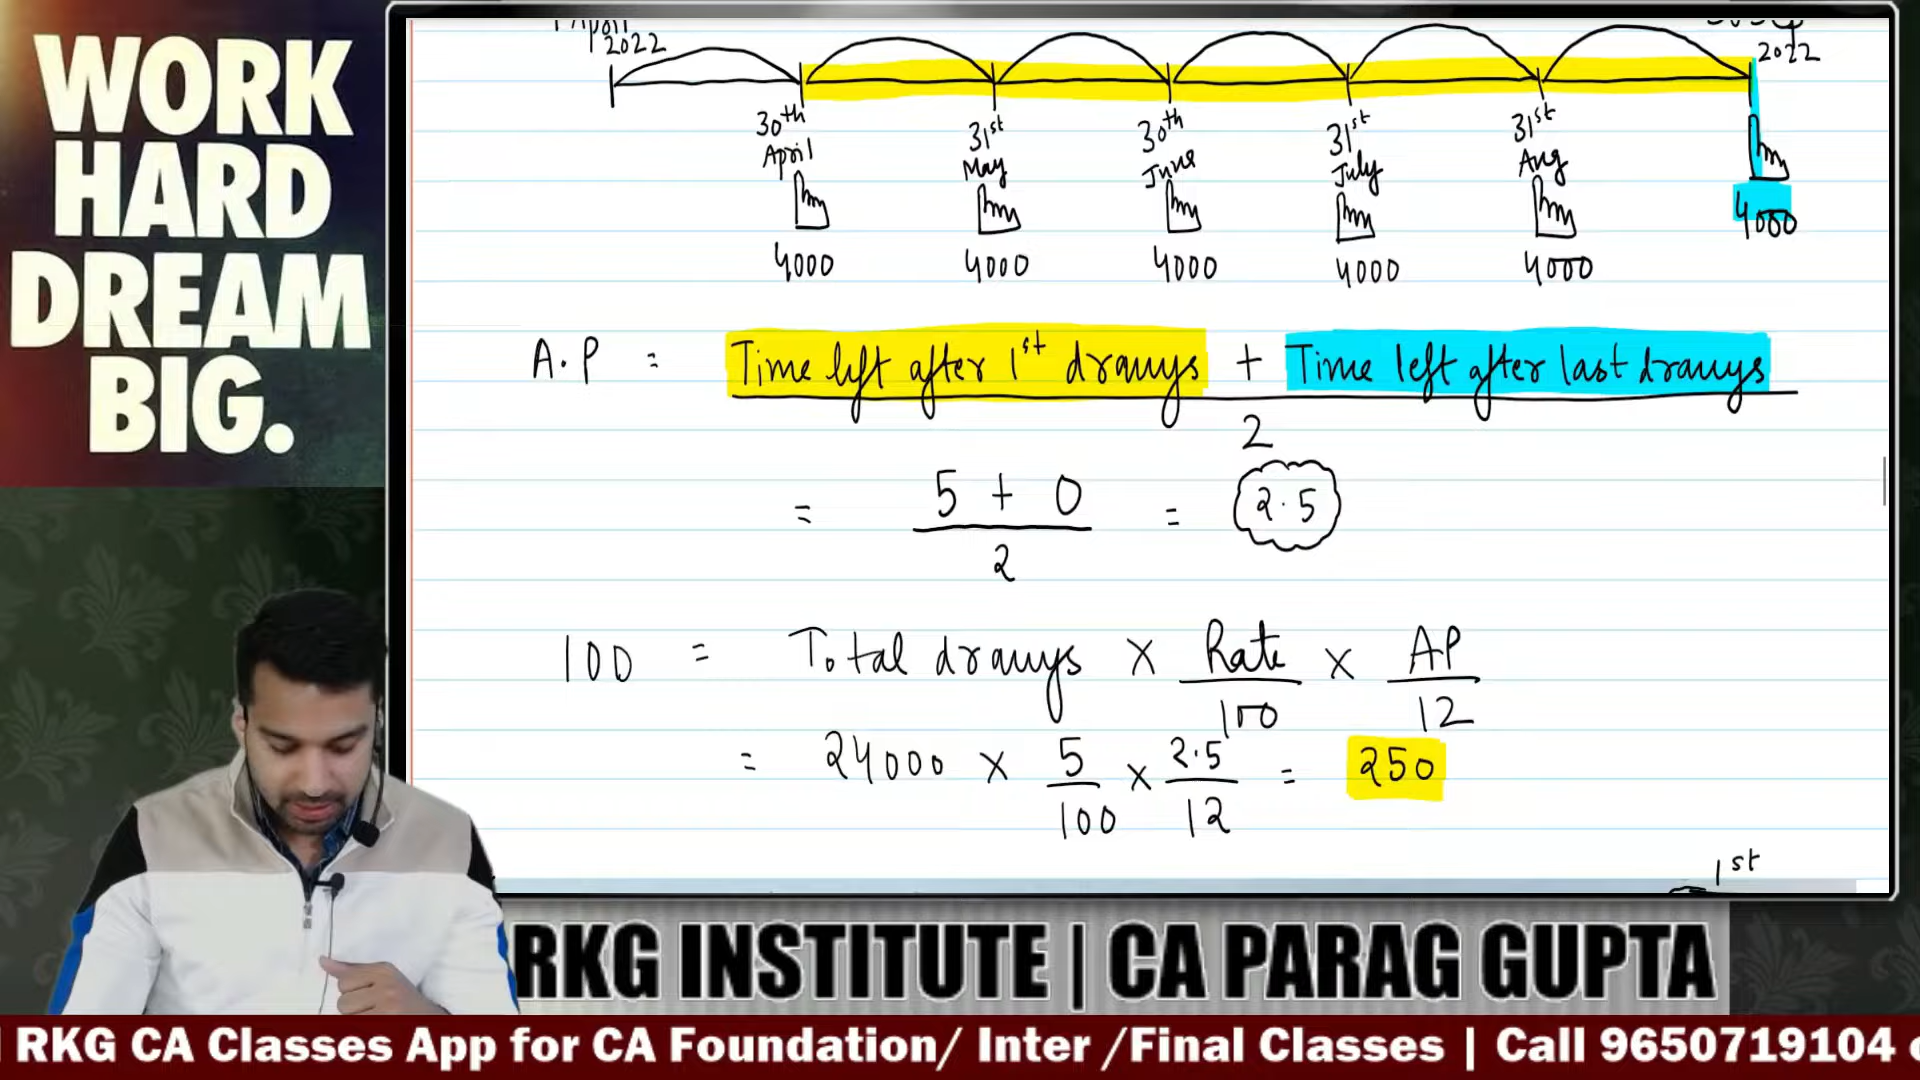 WORK
HARD
DREAM
BIG.
2022
2022
30th April
31st May
30th June
31st July
31st Aug
4000
4000
4000
4000
4000
4000
A.P = Time left after 1st drawgs + Time left after last drawgs
2
= 5 + 0 = 2.5
2
100 = Total drawgs × Rate × AP
100 12
= 24000 × 5 × 2.5 = 250
100 12
1st
RKG INSTITUTE | CA PARAG GUPTA
RKG CA Classes App for CA Foundation/ Inter /Final Classes | Call 9650719104